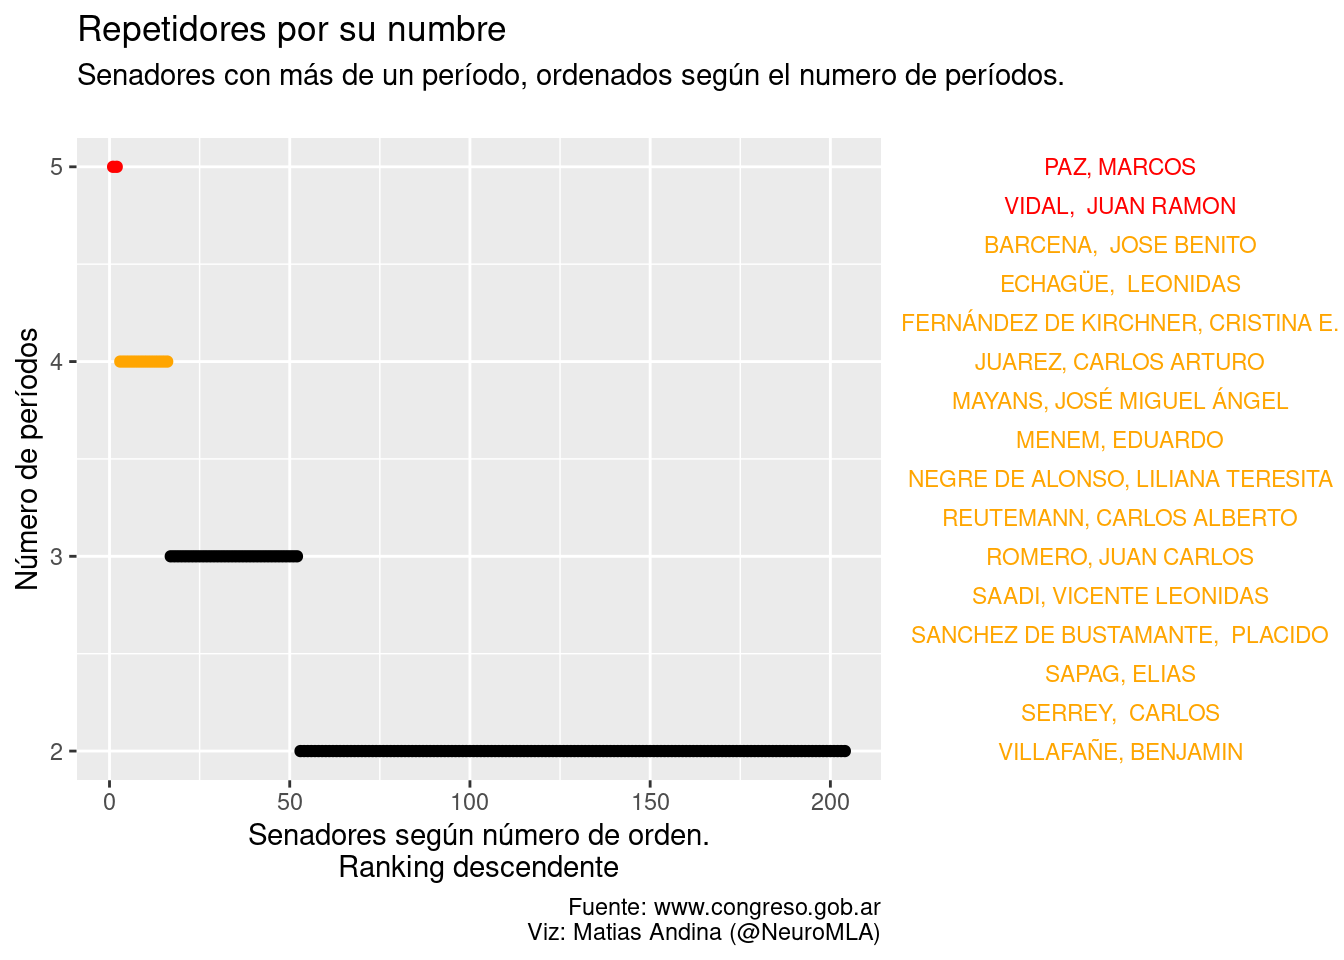 Repetidores por su numbre
Senadores con más de un período, ordenados según el numero de períodos.
Número de períodos
5
4
3
2
0 50 100 150 200
Senadores según número de orden.
Ranking descendente
PAZ, MARCOS
VIDAL,  JUAN RAMON
BARCENA,  JOSE BENITO
ECHAGÜE,  LEONIDAS
FERNÁNDEZ DE KIRCHNER, CRISTINA E.
JUAREZ, CARLOS ARTURO
MAYANS, JOSÉ MIGUEL ÁNGEL
MENEM, EDUARDO
NEGRE DE ALONSO, LILIANA TERESITA
REUTEMANN, CARLOS ALBERTO
ROMERO, JUAN CARLOS
SAADI, VICENTE LEONIDAS
SANCHEZ DE BUSTAMANTE,  PLACIDO
SAPAG, ELIAS
SERREY,  CARLOS
VILLAFAÑE, BENJAMIN
Fuente: www.congreso.gob.ar
Viz: Matias Andina (@NeuroMLA)